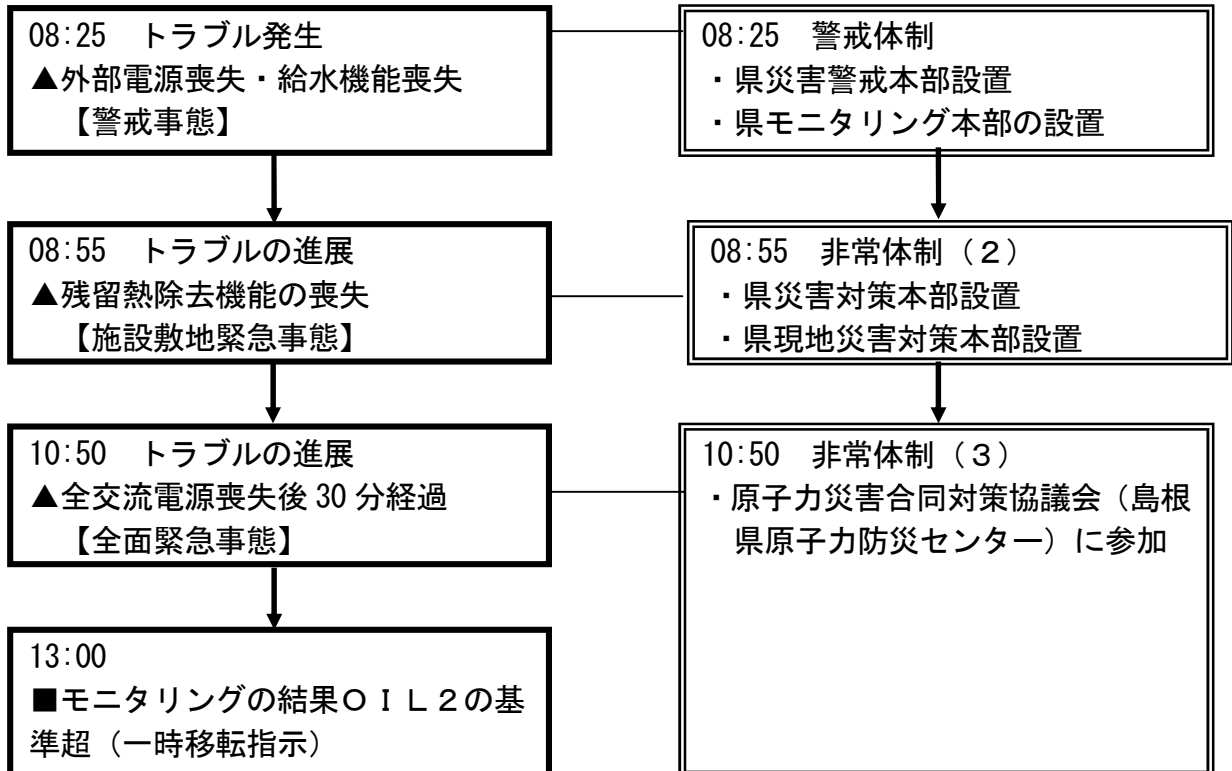 08:25 トラブル発生
▲外部電源喪失・給水機能喪失
【警戒事態】
08:25 警戒体制
・県災害警戒本部設置
・県モニタリング本部の設置
08:55 トラブルの進展
▲残留熱除去機能の喪失
【施設敷地緊急事態】
08:55 非常体制（２）
・県災害対策本部設置
・県現地災害対策本部設置
10:50 トラブルの進展
▲全交流電源喪失後 30 分経過
【全面緊急事態】
10:50 非常体制（３）
・原子力災害合同対策協議会（島根
県原子力防災センター）に参加
13:00
■モニタリングの結果ＯＩＬ２の基
準超（一時移転指示）